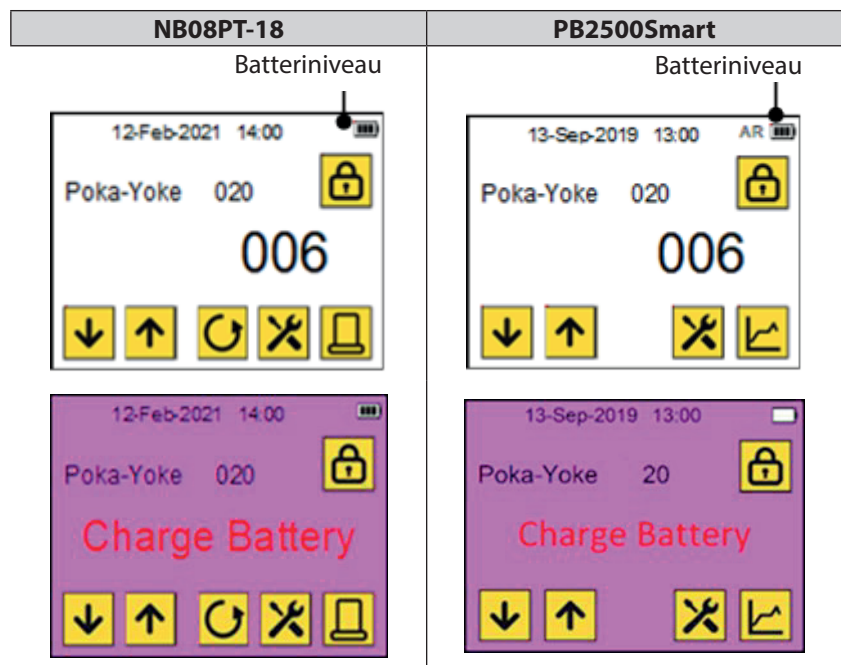 NB08PT-18 PB2500Smart
Batteriniveau Batteriniveau
12-Feb-2021 14:00
Poka-Yoke 020
006
13-Sep-2019 13:00 AR
Poka-Yoke 020
006
12-Feb-2021 14:00
Poka-Yoke 020
Charge Battery
13-Sep-2019 13:00
Poka-Yoke 20
Charge Battery